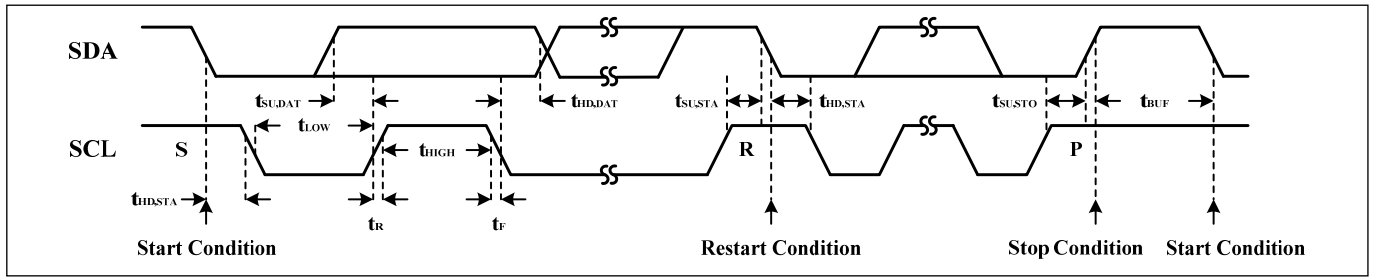 SDA
tSU,DAT
tHD,DAT
tSU,STA
tHD,STA
tSU,STO
tBUF
tLOW
SCL
S
tHIGH
R
P
tHD,STA
tR
tF
Start Condition
Restart Condition
Stop Condition
Start Condition